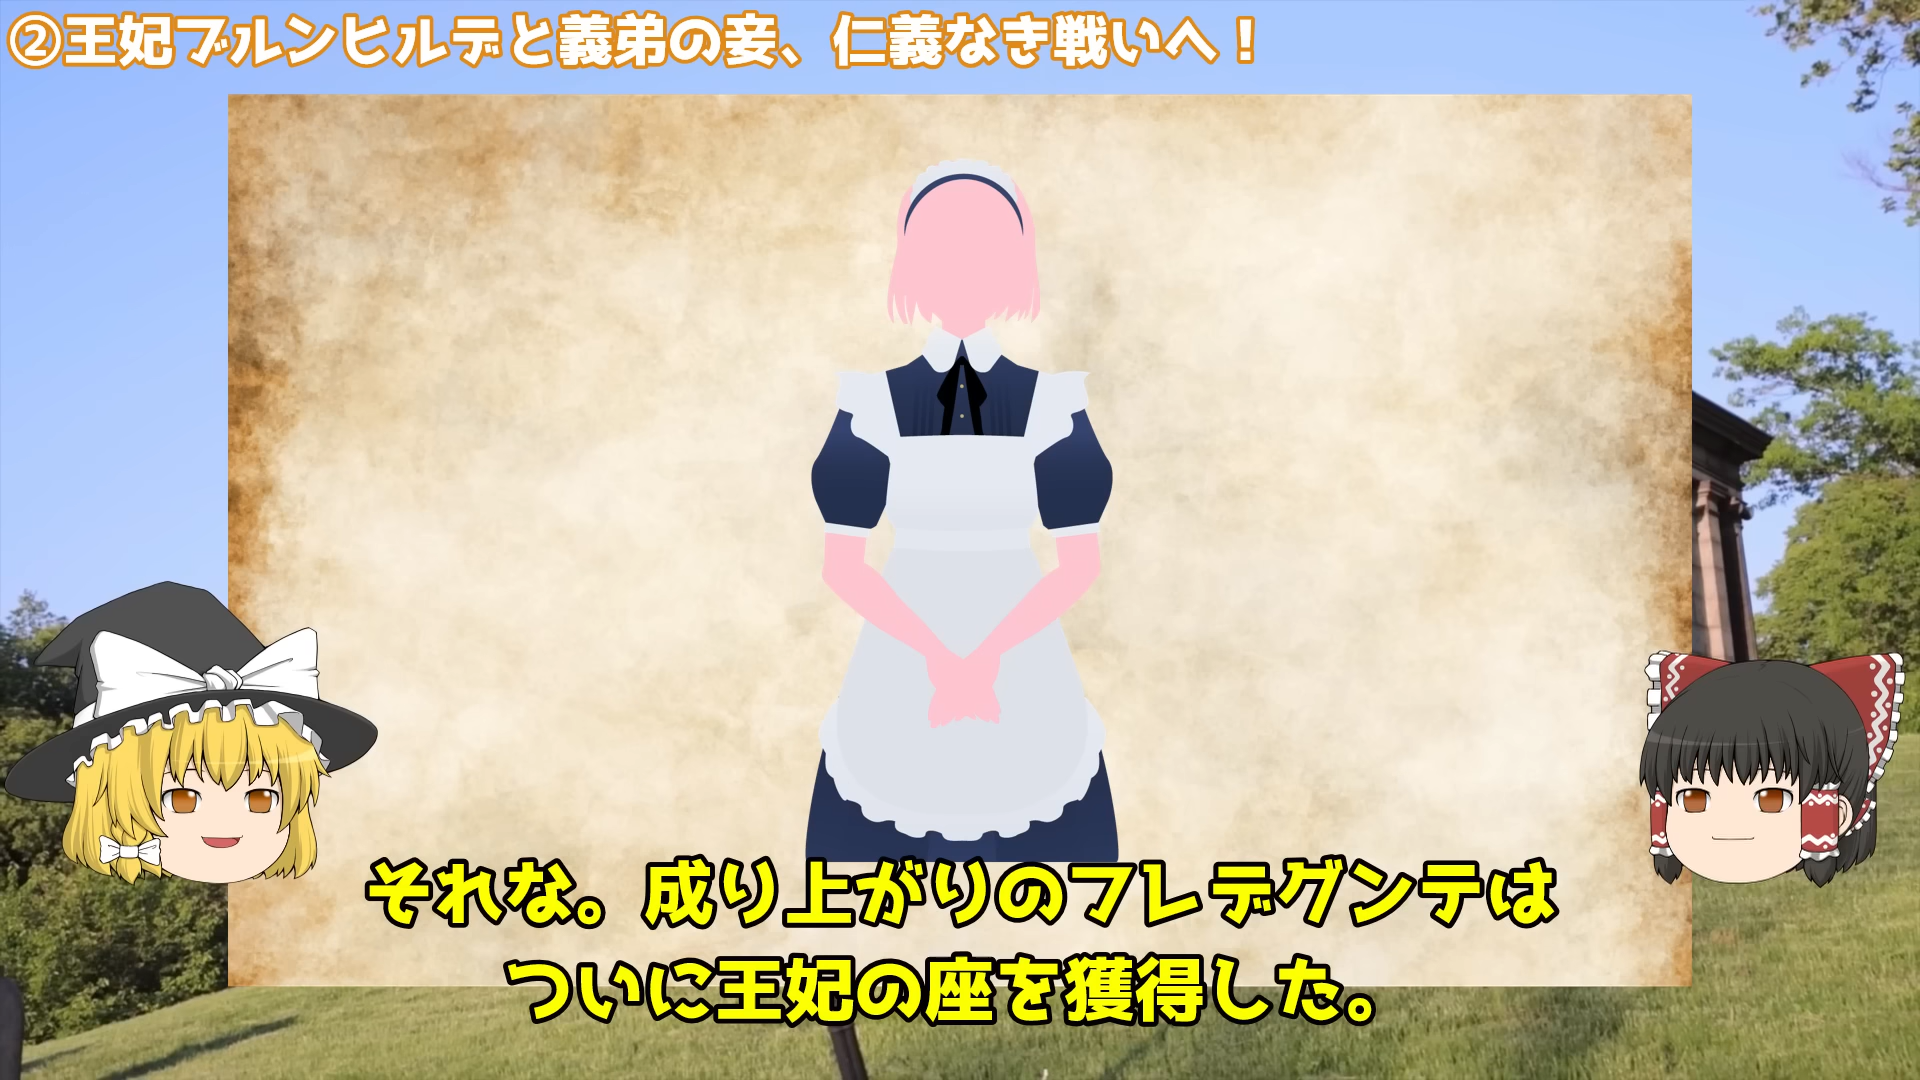 ②王妃ブルンヒルデと義弟の妾、仁義なき戦いへ！
それな。成り上がりのフレデグンテは
ついに王妃の座を獲得した。